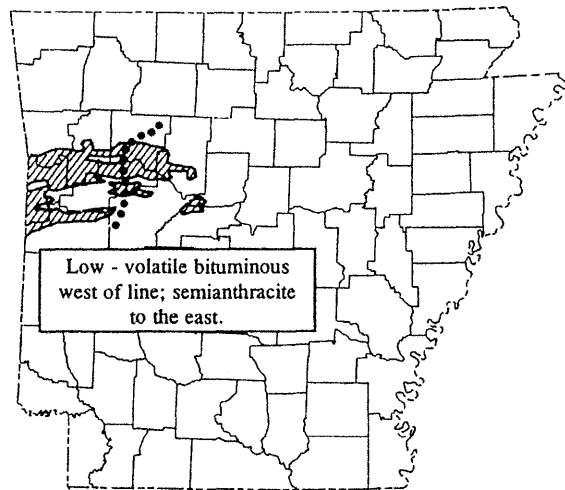 Low - volatile bituminous
west of line; semianthracite
to the east.